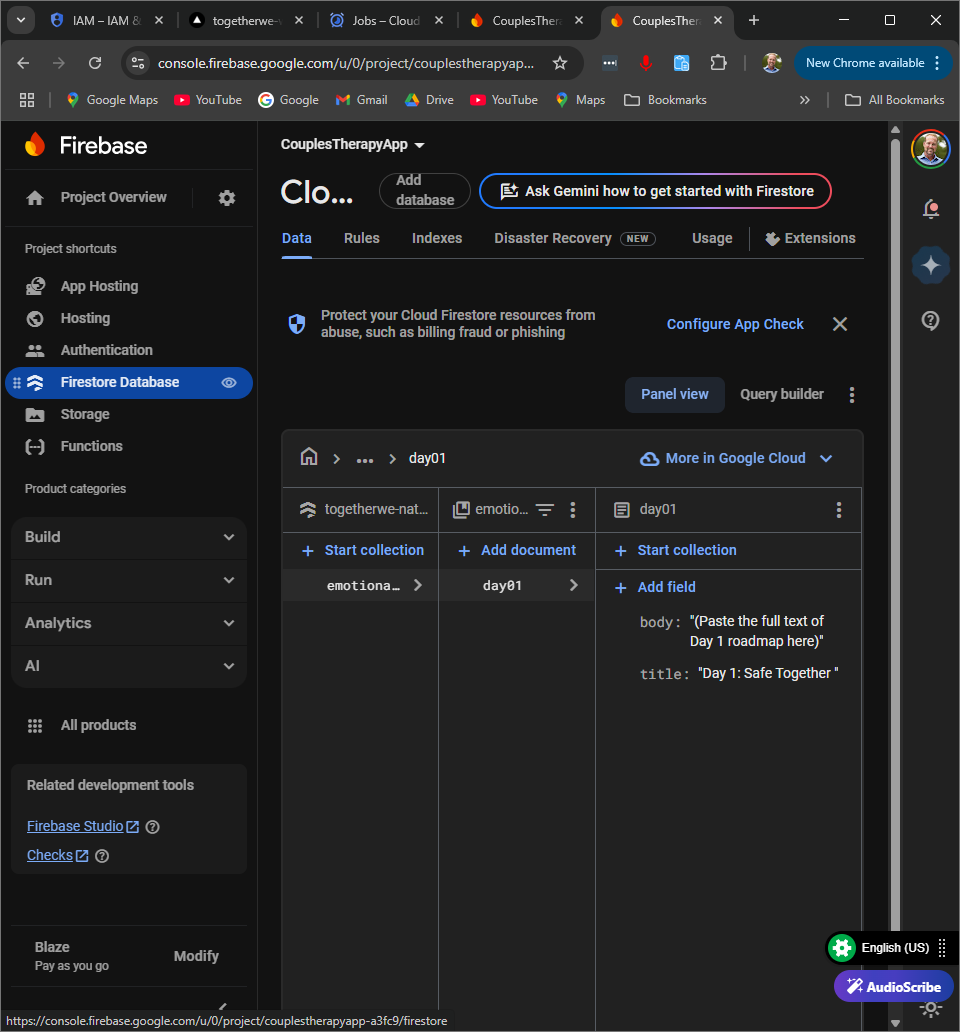 IAM – IAM &
togetherwe-
Jobs – Cloud
CouplesThera
CouplesThera
console.firebase.google.com/u/0/project/couplestherapyap...
New Chrome available
Google Maps
YouTube
Google
Gmail
Drive
YouTube
Maps
Bookmarks
All Bookmarks
Firebase
Project Overview
Project shortcuts
App Hosting
Hosting
Authentication
Firestore Database
Storage
Functions
Product categories
Build
Run
Analytics
AI
All products
Related development tools
Firebase Studio
Checks
Blaze
Pay as you go
Modify
CouplesTherapyApp
Clo...
Add
database
Ask Gemini how to get started with Firestore
Data
Rules
Indexes
Disaster Recovery NEW
Usage
Extensions
Protect your Cloud Firestore resources from
abuse, such as billing fraud or phishing
Configure App Check
Panel view
Query builder
... 
day01
More in Google Cloud
togetherwe-nat...
emotio...
day01
Start collection
Add document
Start collection
emotiona...
day01
Add field
body: "(Paste the full text of
Day 1 roadmap here)"
title: "Day 1: Safe Together "
English (US)
AudioScribe
https://console.firebase.google.com/u/0/project/couplestherapyapp-a3fc9/firestore